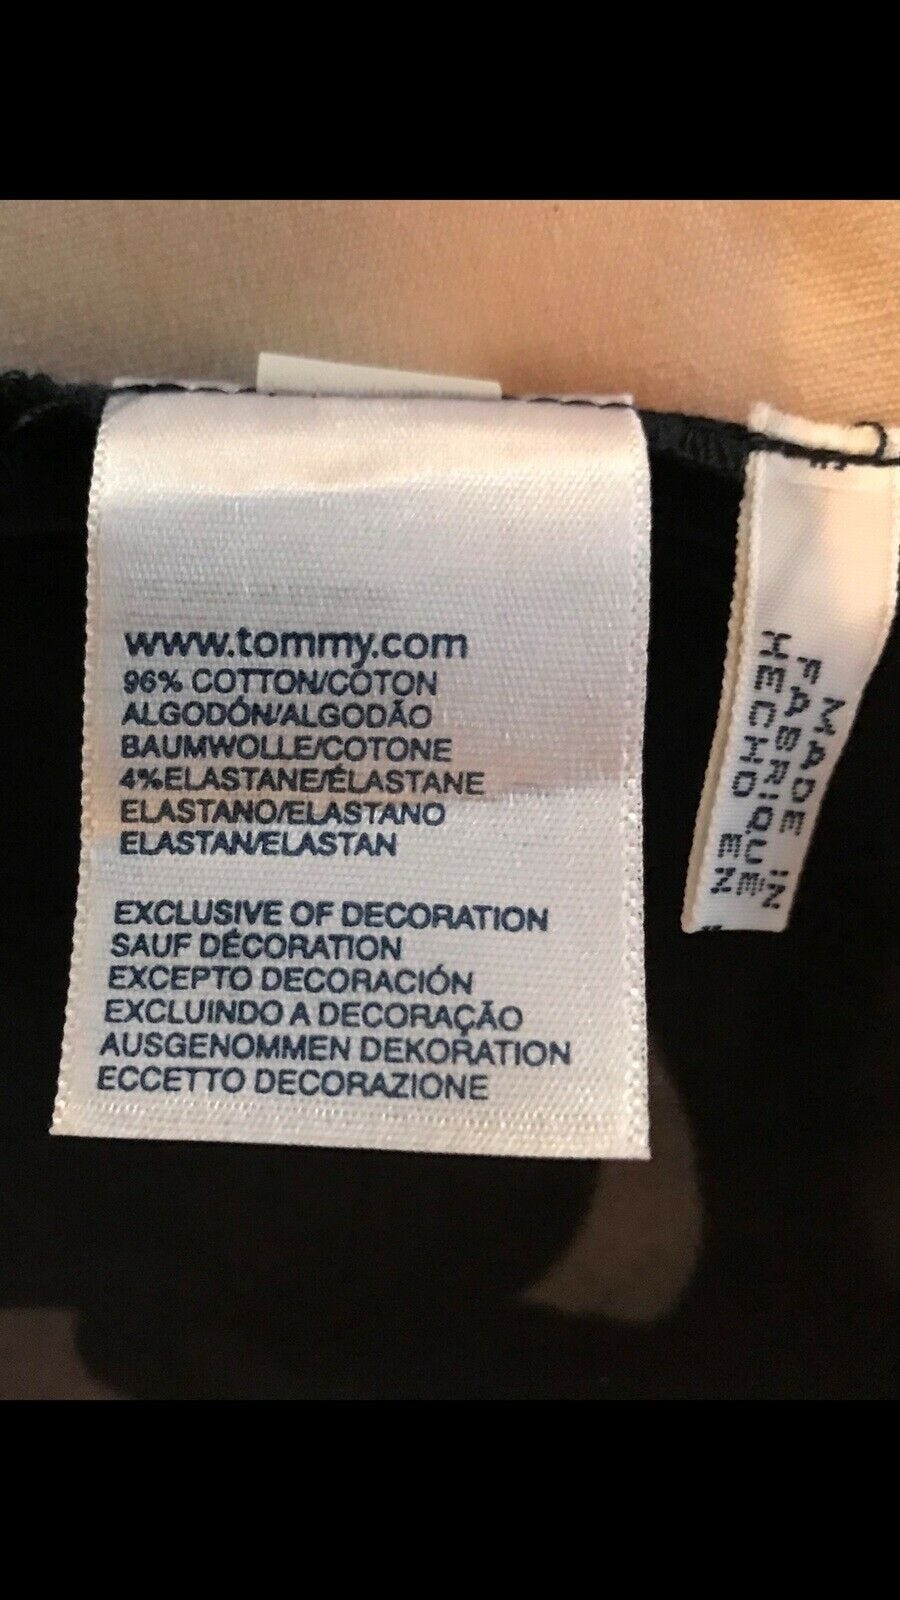 www.tommy.com
96% COTTON/COTON
ALGODÓN/ALGODÃO
BAUMWOLLE/COTONE
4%ELASTANE/ÉLASTANE
ELASTANO/ELASTANO
ELASTAN/ELASTAN
EXCLUSIVE OF DECORATION
SAUF DÉCORATION
EXCEPTO DECORACIÓN
EXCLUINDO A DECORAÇÃO
AUSGENOMMEN DEKORATION
ECCETTO DECORAZIONE
MADE IN
FABRIQUÉ
HECHO EN